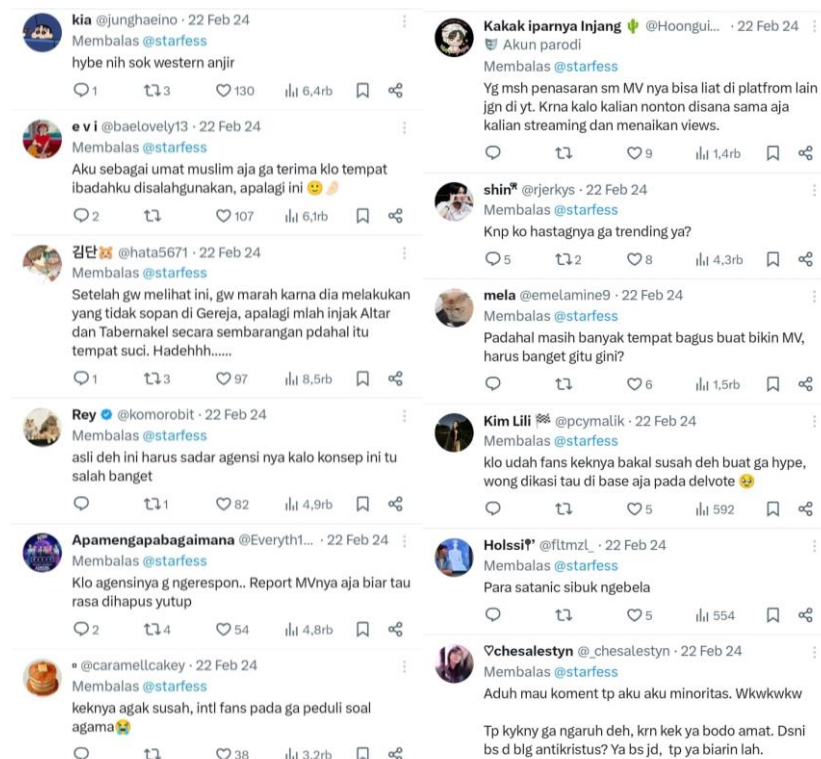 kia @junghaeino · 22 Feb 24
Membalas @starfess
hybe nih sok western anjir
1 3 130 6,4rb
e v i @baelovely13 · 22 Feb 24
Membalas @starfess
Aku sebagai umat muslim aja ga terima klo tempat
ibadahku disalahgunakan, apalagi ini 🙂🤌🏻
2 107 6,1rb
김단🐹 @hata5671 · 22 Feb 24
Membalas @starfess
Setelah gw melihat ini, gw marah karna dia melakukan
yang tidak sopan di Gereja, apalagi mlah injak Altar
dan Tabernakel secara sembarangan pdahal itu
tempat suci. Hadehhh......
1 3 97 8,5rb
Rey @komorobit · 22 Feb 24
Membalas @starfess
asli deh ini harus sadar agensi nya kalo konsep ini tu
salah banget
1 82 4,9rb
Apamengapabagaimana @Everyth1... · 22 Feb 24
Membalas @starfess
Klo agensinya g ngerespon.. Report MVnya aja biar tau
rasa dihapus yutup
2 4 54 4,8rb
@caramellcakey · 22 Feb 24
Membalas @starfess
keknya agak susah, intl fans pada ga peduli soal
agama😭
38 3,2rb
Kakak iparnya Injang 🌵 @Hoongui... · 22 Feb 24
Akun parodi
Membalas @starfess
Yg msh penasaran sm MV nya bisa liat di platfrom lain
jgn di yt. Krna kalo kalian nonton disana sama aja
kalian streaming dan menaikan views.
9 1,4rb
shin @rjerkys · 22 Feb 24
Membalas @starfess
Knp ko hastagnya ga trending ya?
5 2 8 4,3rb
mela @emelamine9 · 22 Feb 24
Membalas @starfess
Padahal masih banyak tempat bagus buat bikin MV,
harus banget gitu gini?
6 1,5rb
Kim Lili 🏁 @pcymalik · 22 Feb 24
Membalas @starfess
klo udah fans keknya bakal susah deh buat ga hype,
wong dikasi tau di base aja pada delvote 🥹
5 592
Holssi @fltmzl_ · 22 Feb 24
Membalas @starfess
Para satanic sibuk ngebela
5 554
♡chesalestyn @_chesalestyn · 22 Feb 24
Membalas @starfess
Aduh mau koment tp aku aku minoritas. Wkwkwkw
Tp kykny ga ngaruh deh, krn kek ya bodo amat. Dsni
bs d blg antikristus? Ya bs jd, tp ya biarin lah.